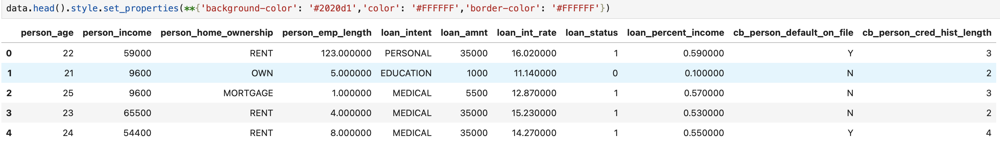 data.head().style.set_properties(**{'background-color': '#2020d1','color': '#FFFFFF','border-color': '#FFFFFF'})
person_age person_income person_home_ownership person_emp_length loan_intent loan_amnt loan_int_rate loan_status loan_percent_income cb_person_default_on_file cb_person_cred_hist_length
0 22 59000 RENT 123.000000 PERSONAL 35000 16.020000 1 0.590000 Y 3
1 21 9600 OWN 5.000000 EDUCATION 1000 11.140000 0 0.100000 N 2
2 25 9600 MORTGAGE 1.000000 MEDICAL 5500 12.870000 1 0.570000 N 3
3 23 65500 RENT 4.000000 MEDICAL 35000 15.230000 1 0.530000 N 2
4 24 54400 RENT 8.000000 MEDICAL 35000 14.270000 1 0.550000 Y 4